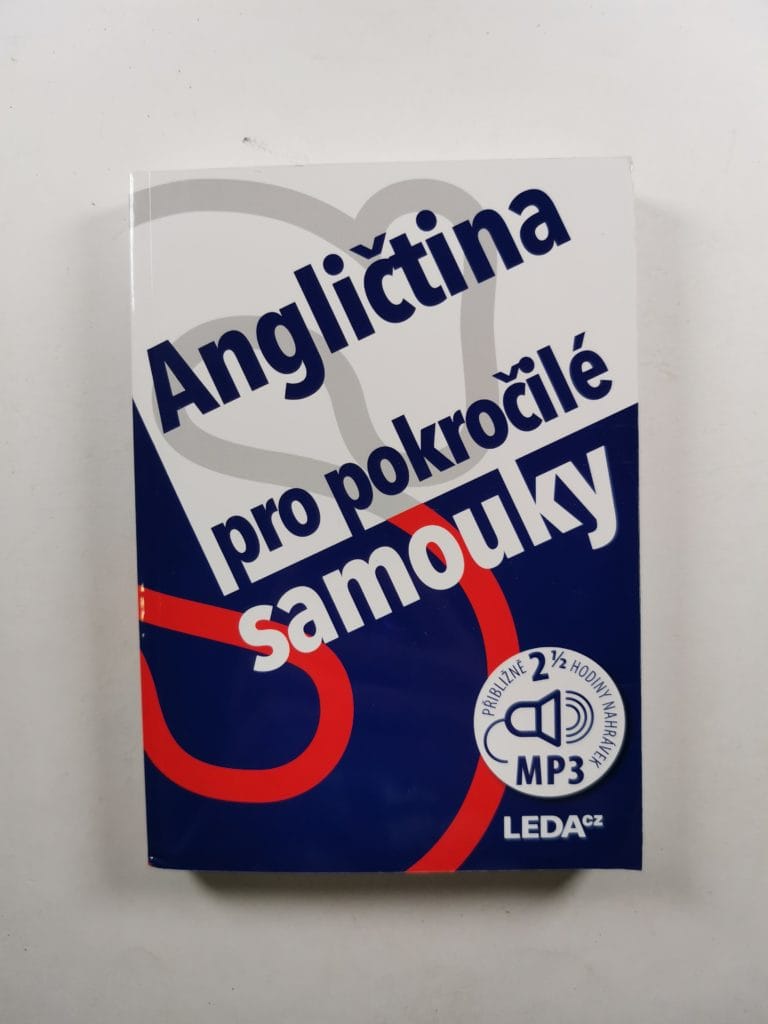 Angličtina
pro pokročilé
samouky
PŘIBLIŽNĚ 2 ½ HODINY NAHRÁVEK
MP3
LEDAcz